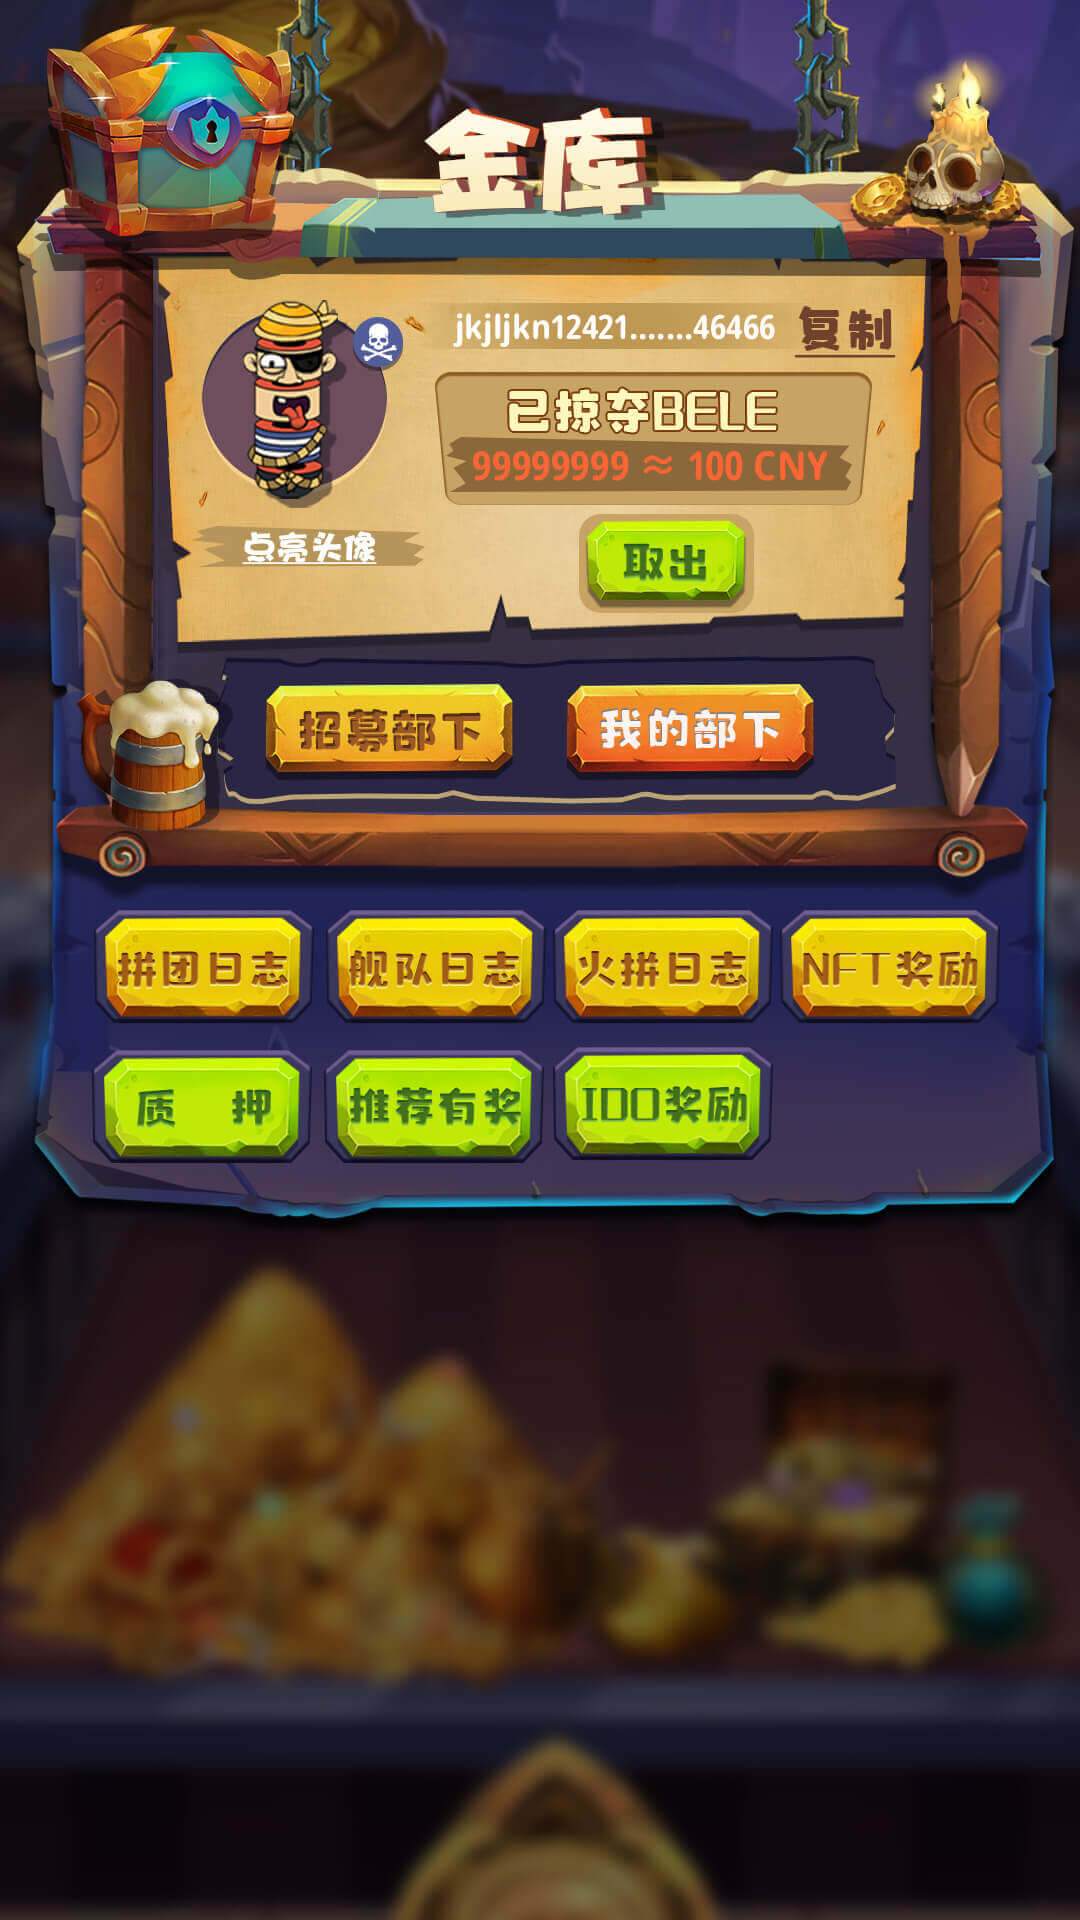 金库
jkjljkn12421.......46466 复制
已掠夺BELE
99999999 ≈ 100 CNY
点亮头像
取出
招募部下 我的部下
拼团日志 舰队日志 火拼日志 NFT奖励
质 押 推荐有奖 IDO奖励